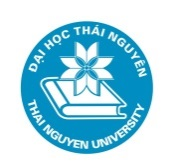 ĐẠI HỌC THÁI NGUYÊN
THAI NGUYEN UNIVERSITY